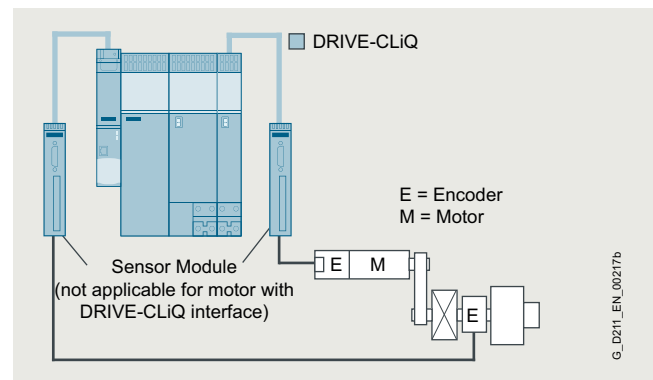 DRIVE-CLiQ
E = Encoder
M = Motor
Sensor Module
(not applicable for motor with
DRIVE-CLiQ interface)
E M
E
G_D211_EN_00217b